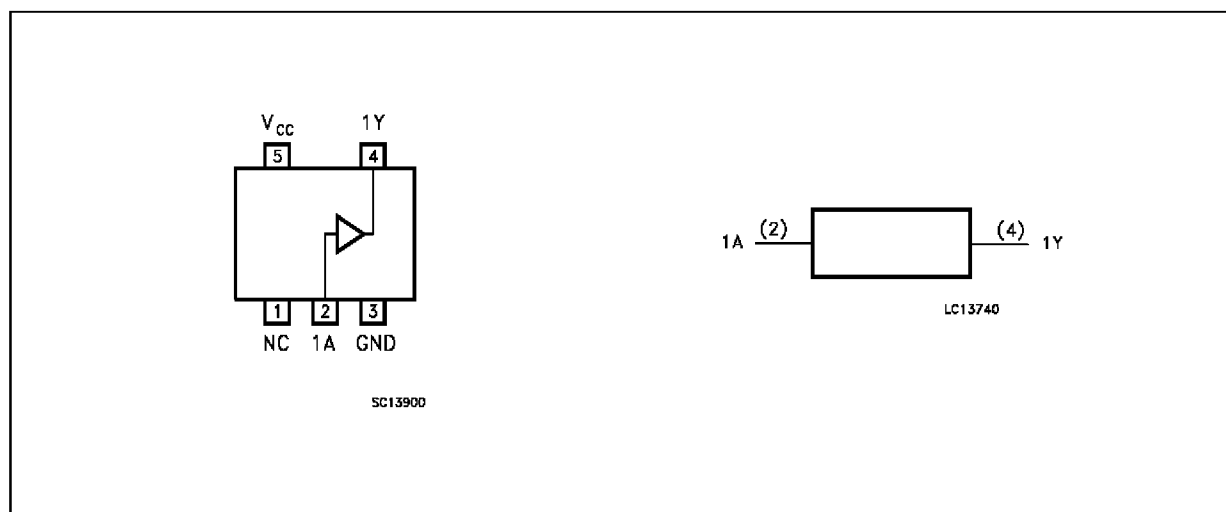 VCC 1Y
5 4
1 2 3
NC 1A GND
SC13900
1A (2) (4) 1Y
LC13740